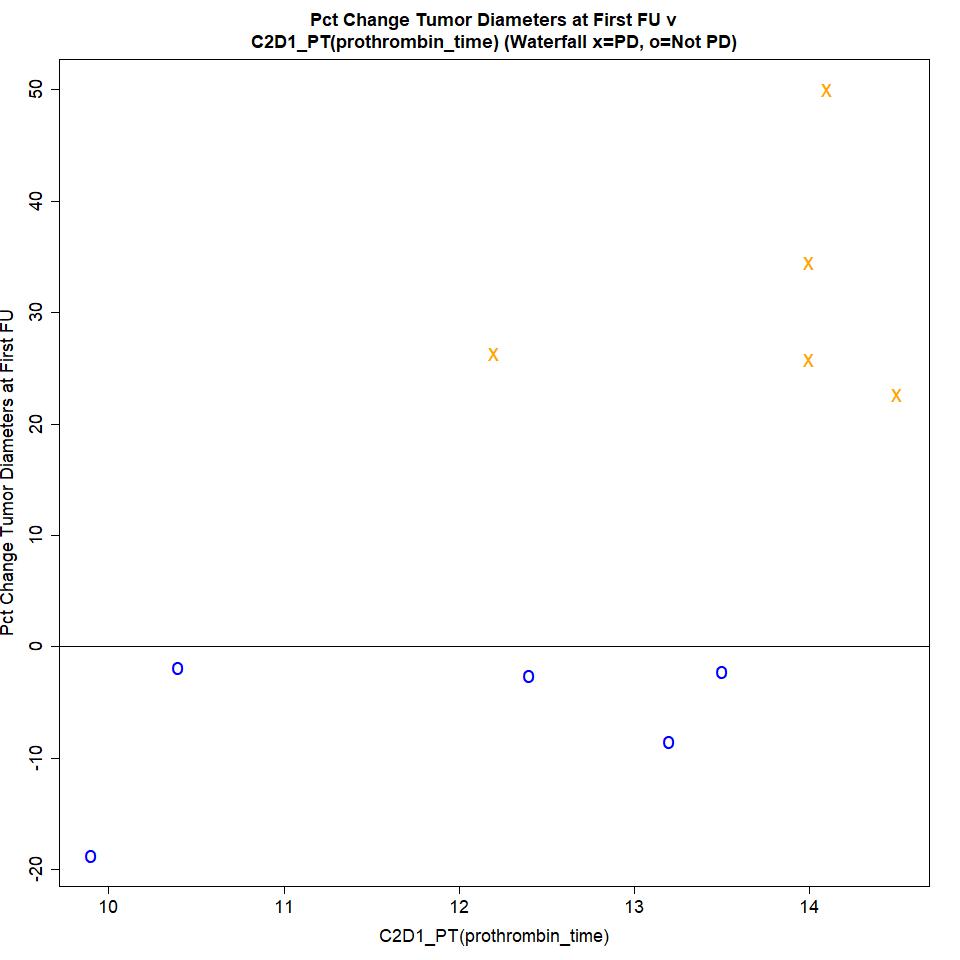 Pct Change Tumor Diameters at First FU v
C2D1_PT(prothrombin_time) (Waterfall x=PD, o=Not PD)
Pct Change Tumor Diameters at First FU
50
40
30
20
10
0
-10
-20
X
X
X
X
X
O
O
O
O
O
10
11
12
13
14
C2D1_PT(prothrombin_time)